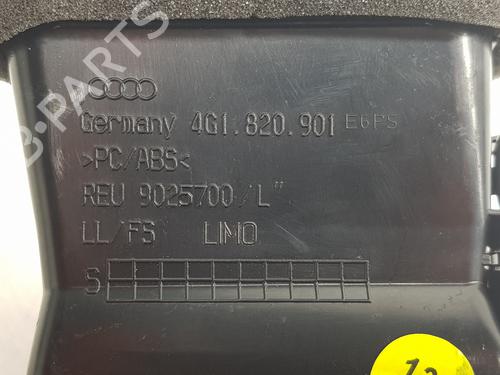 Germany 4G1.820.901 E6PS
>PC/ABS<
REU 9025700/L"
LL/FS LIMO
S
B-PARTS